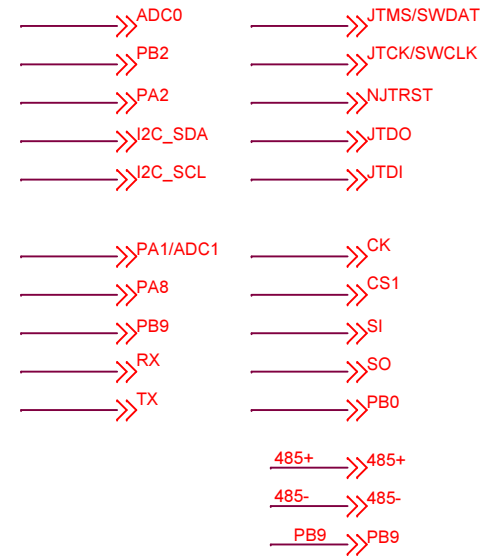 ADC0
PB2
PA2
I2C_SDA
I2C_SCL
PA1/ADC1
PA8
PB9
RX
TX
JTMS/SWDAT
JTCK/SWCLK
NJTRST
JTDO
JTDI
CK
CS1
SI
SO
PB0
485+ 485+
485- 485-
PB9 PB9